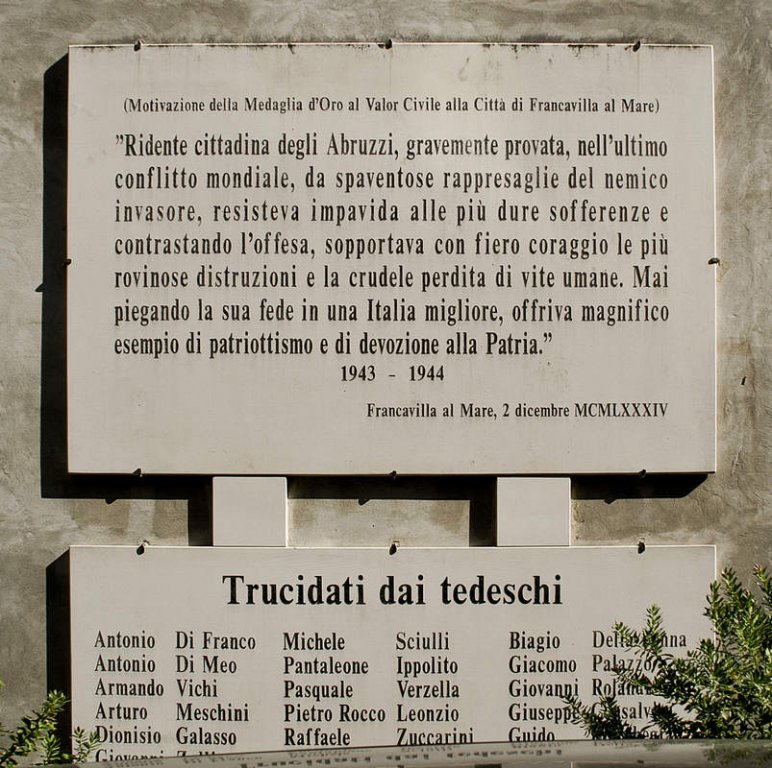 (Motivazione della Medaglia d'Oro al Valor Civile alla Città di Francavilla al Mare)
"Ridente cittadina degli Abruzzi, gravemente provata, nell'ultimo
conflitto mondiale, da spaventose rappresaglie del nemico
invasore, resisteva impavida alle più dure sofferenze e
contrastando l'offesa, sopportava con fiero coraggio le più
rovinose distruzioni e la crudele perdita di vite umane. Mai
piegando la sua fede in una Italia migliore, offriva magnifico
esempio di patriottismo e di devozione alla Patria."
1943 - 1944
Francavilla al Mare, 2 dicembre MCMLXXXIV
Trucidati dai tedeschi
Antonio Di Franco Michele Sciulli Biagio
Antonio Di Meo Pantaleone Ippolito Giacomo Palazzo
Armando Vichi Pasquale Verzella Giovanni
Arturo Meschini Pietro Rocco Leonzio Giuseppe
Dionisio Galasso Raffaele Zuccarini Guido
Giovanni